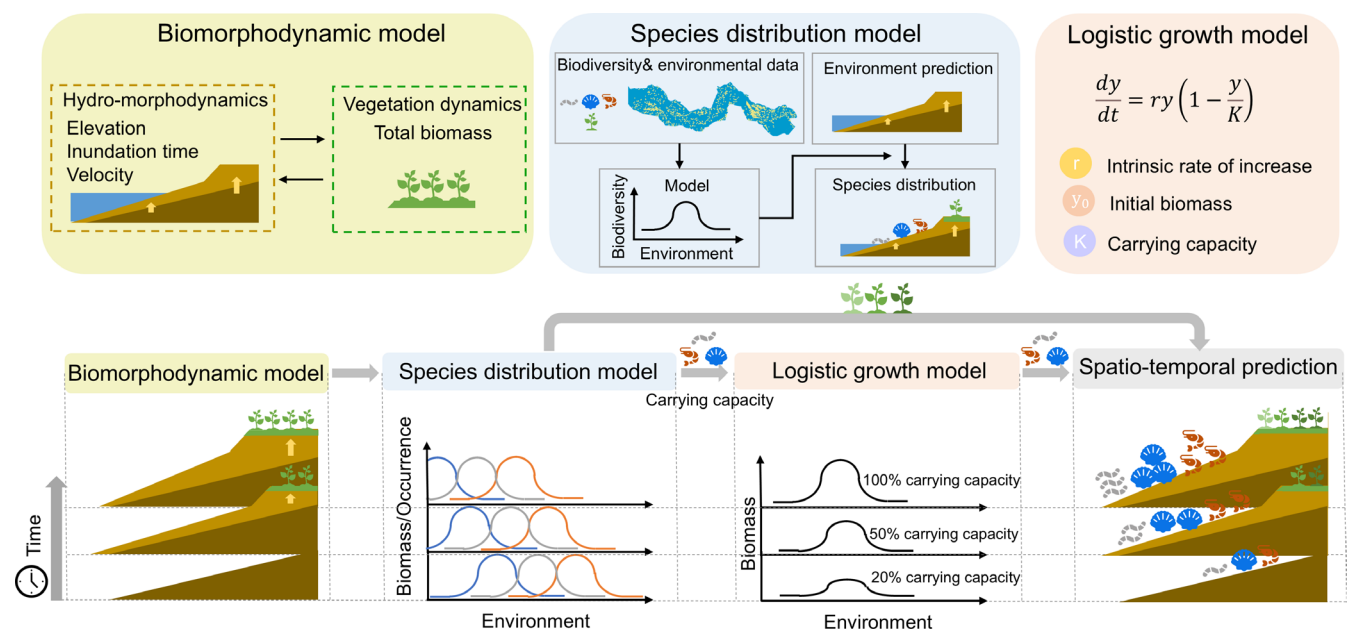 Biomorphodynamic model
Hydro-morphodynamics
Elevation
Inundation time
Velocity
Vegetation dynamics
Total biomass
Species distribution model
Biodiversity& environmental data
Environment prediction
Model
Biodiversity
Environment
Species distribution
Logistic growth model
dy/dt = ry(1 − y/K)
r Intrinsic rate of increase
y₀ Initial biomass
K Carrying capacity
Biomorphodynamic model
Species distribution model
Carrying capacity
Logistic growth model
Spatio-temporal prediction
Time
Biomass/Occurrence
Environment
Biomass
100% carrying capacity
50% carrying capacity
20% carrying capacity
Environment